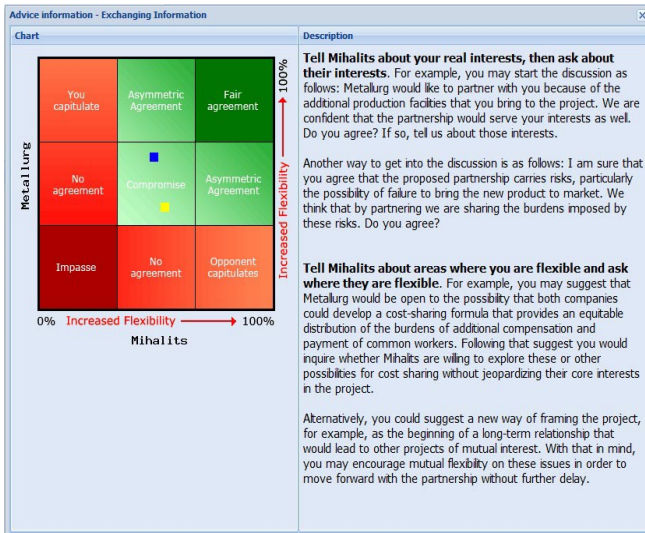 Advice information - Exchanging Information
Chart
Metallurg
You
capitulate
Asymmetric
Agreement
Fair
agreement
No
agreement
Compromise
Asymmetric
Agreement
Impasse
No
agreement
Opponent
capitulates
Increased Flexibility
100%
0% Increased Flexibility 100%
Mihalits
Description
Tell Mihalits about your real interests, then ask about
their interests. For example, you may start the discussion as
follows: Metallurg would like to partner with you because of the
additional production facilities that you bring to the project. We are
confident that the partnership would serve your interests as well.
Do you agree? If so, tell us about those interests.
Another way to get into the discussion is as follows: I am sure that
you agree that the proposed partnership carries risks, particularly
the possibility of failure to bring the new product to market. We
think that by partnering we are sharing the burdens imposed by
these risks. Do you agree?
Tell Mihalits about areas where you are flexible and ask
where they are flexible. For example, you may suggest that
Metallurg would be open to the possibility that both companies
could develop a cost-sharing formula that provides an equitable
distribution of the burdens of additional compensation and
payment of common workers. Following that suggest you would
inquire whether Mihalits are willing to explore these or other
possibilities for cost sharing without jeopardizing their core interests
in the project.
Alternatively, you could suggest a new way of framing the project,
for example, as the beginning of a long-term relationship that
would lead to other projects of mutual interest. With that in mind,
you may encourage mutual flexibility on these issues in order to
move forward with the partnership without further delay.